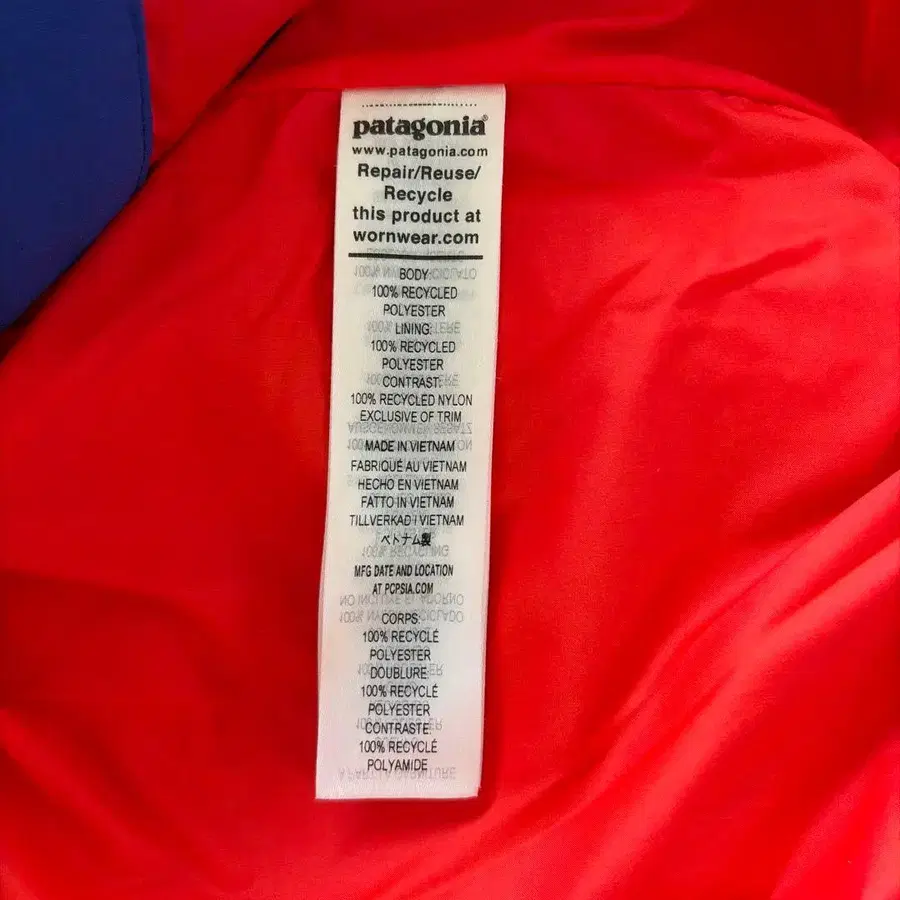 patagonia®
www.patagonia.com
Repair/Reuse/
Recycle
this product at
wornwear.com
BODY:
100% RECYCLED
POLYESTER
LINING:
100% RECYCLED
POLYESTER
CONTRAST:
100% RECYCLED NYLON
EXCLUSIVE OF TRIM
MADE IN VIETNAM
FABRIQUÉ AU VIETNAM
HECHO EN VIETNAM
FATTO IN VIETNAM
TILLVERKAD I VIETNAM
ベトナム製
MFG DATE AND LOCATION
AT PCPSIA.COM
CORPS:
100% RECYCLÉ
POLYESTER
DOUBLURE:
100% RECYCLÉ
POLYESTER
CONTRASTE:
100% RECYCLÉ
POLYAMIDE